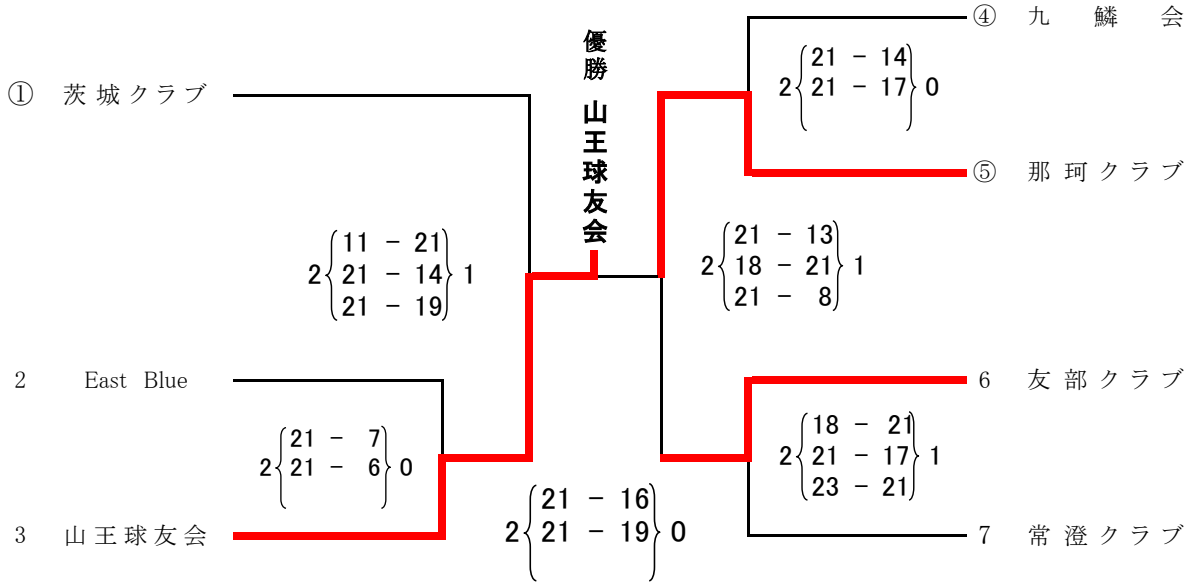 優勝 山王球友会
① 茨城クラブ
2{11 - 21
21 - 14
21 - 19}1
2 East Blue
2{21 - 7
21 - 6}0
3 山王球友会
2{21 - 16
21 - 19}0
④ 九鱗会
2{21 - 14
21 - 17}0
⑤ 那珂クラブ
2{21 - 13
18 - 21
21 - 8}1
6 友部クラブ
2{18 - 21
21 - 17
23 - 21}1
7 常澄クラブ